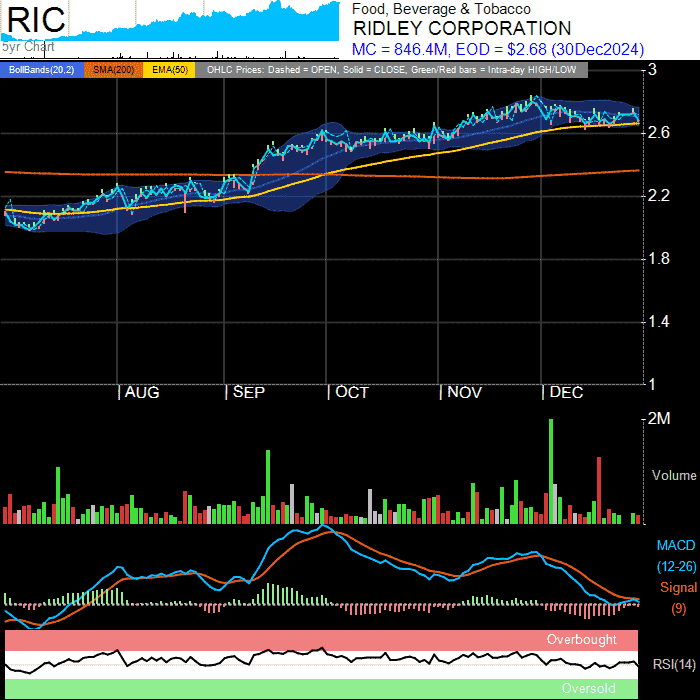 RIC
5yr Chart
Food, Beverage & Tobacco
RIDLEY CORPORATION
MC = 846.4M, EOD = $2.68 (30Dec2024)
BollBands(20,2) SMA(200) EMA(50) OHLC Prices: Dashed = OPEN, Solid = CLOSE, Green/Red bars = Intra-day HIGH/LOW
3
2.6
2.2
1.8
1.4
1
AUG SEP OCT NOV DEC
2M
Volume
MACD
(12-26)
Signal
(9)
Overbought
RSI(14)
Oversold